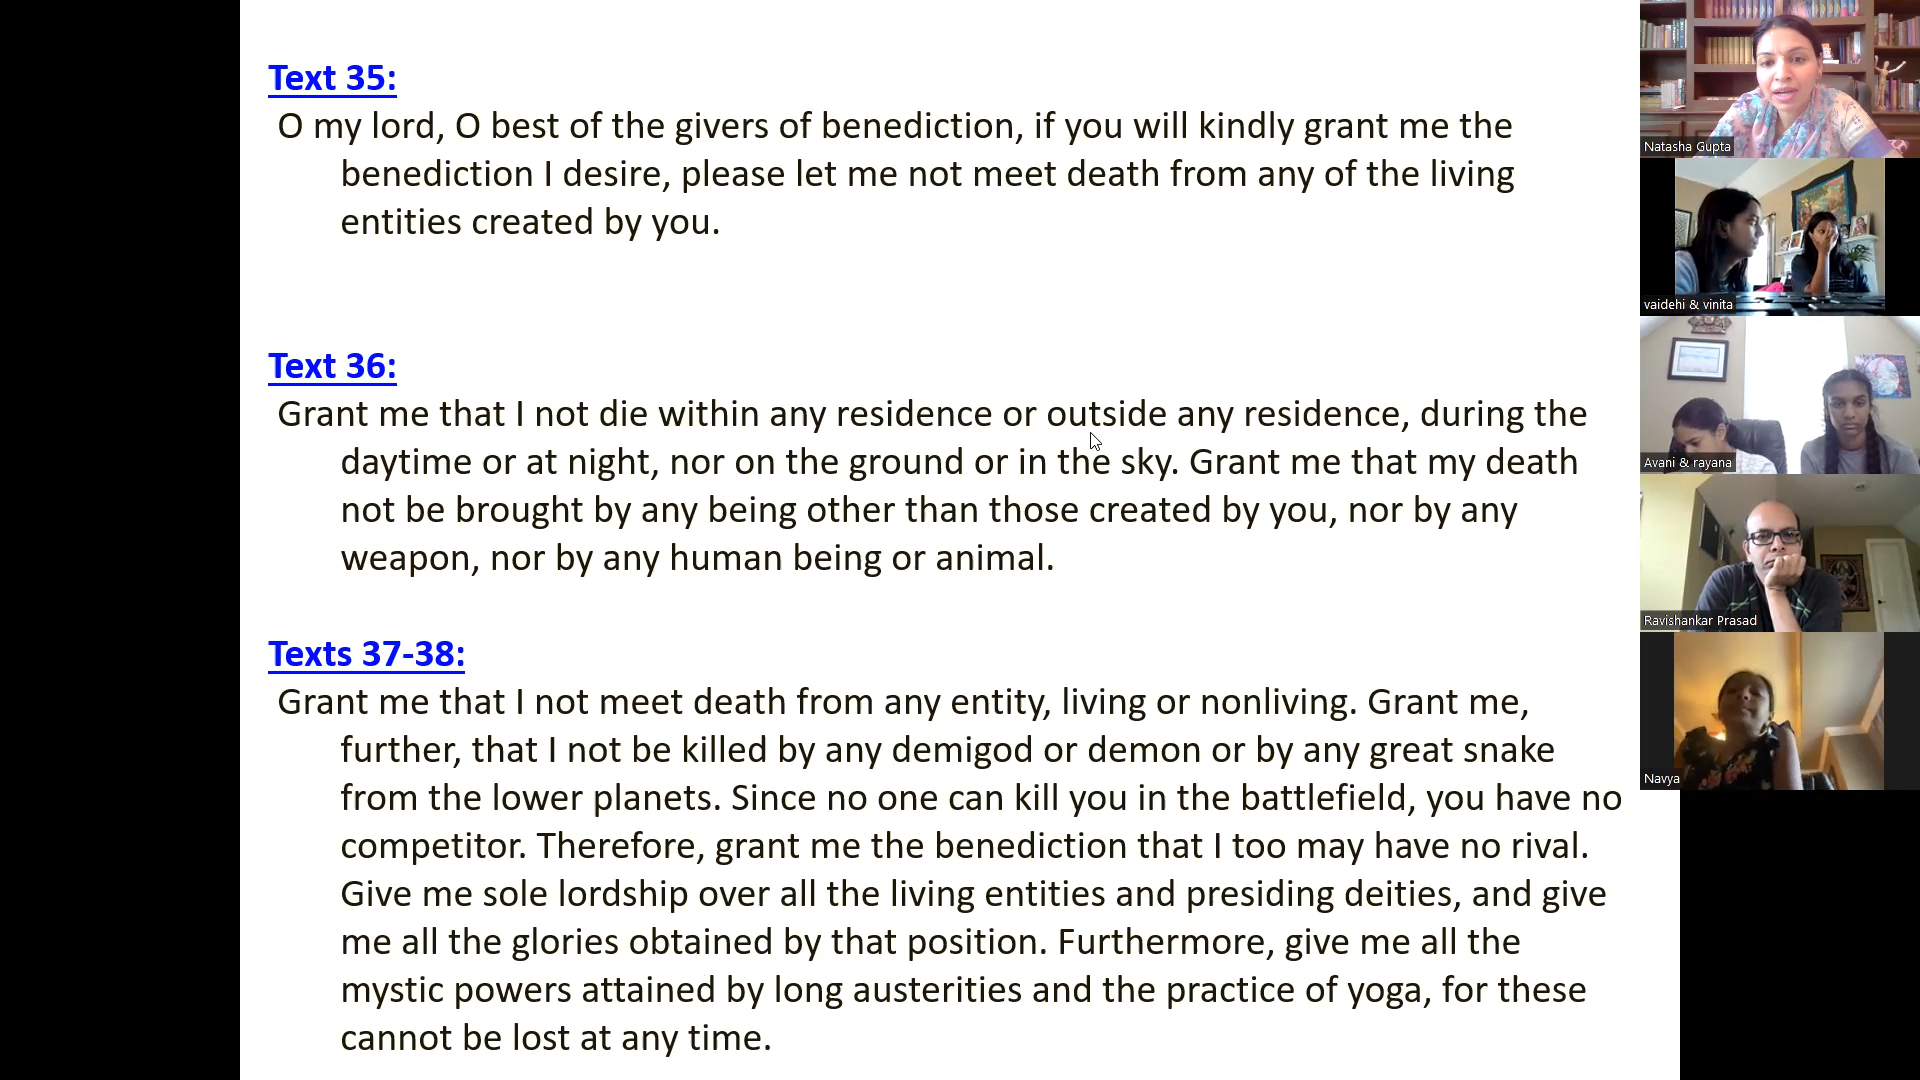 Text 35:
O my lord, O best of the givers of benediction, if you will kindly grant me the
benediction I desire, please let me not meet death from any of the living
entities created by you.
Text 36:
Grant me that I not die within any residence or outside any residence, during the
daytime or at night, nor on the ground or in the sky. Grant me that my death
not be brought by any being other than those created by you, nor by any
weapon, nor by any human being or animal.
Texts 37-38:
Grant me that I not meet death from any entity, living or nonliving. Grant me,
further, that I not be killed by any demigod or demon or by any great snake
from the lower planets. Since no one can kill you in the battlefield, you have no
competitor. Therefore, grant me the benediction that I too may have no rival.
Give me sole lordship over all the living entities and presiding deities, and give
me all the glories obtained by that position. Furthermore, give me all the
mystic powers attained by long austerities and the practice of yoga, for these
cannot be lost at any time.
Natasha Gupta
vaidehi & vinita
Avani & rayana
Ravishankar Prasad
Navya